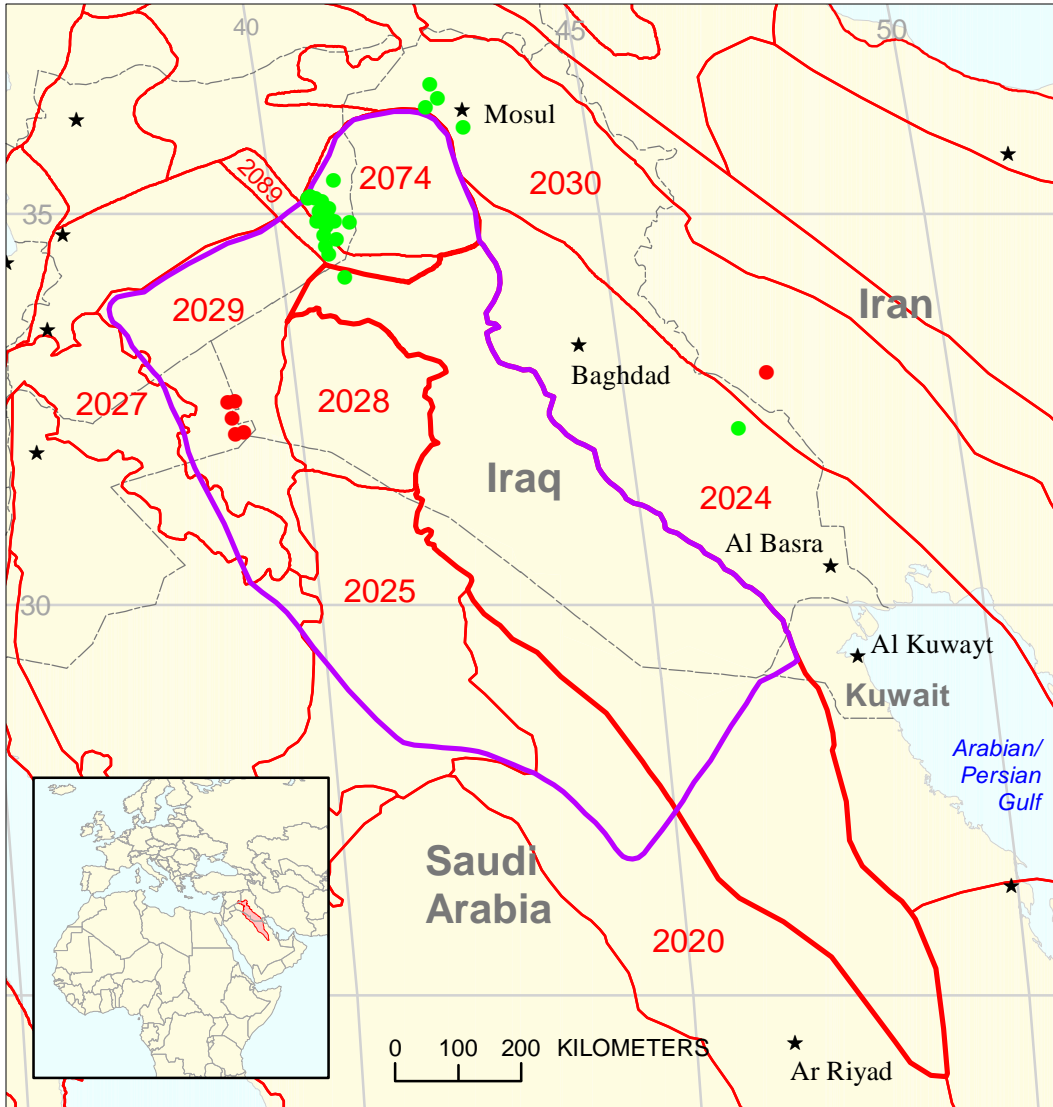 40
45
50
Mosul
2089
2074
2030
35
2029
Iran
Baghdad
2027
2028
Iraq
2024
Al Basra
2025
30
Al Kuwayt
Kuwait
Arabian/
Persian
Gulf
Saudi
Arabia
2020
0 100 200 KILOMETERS
Ar Riyad